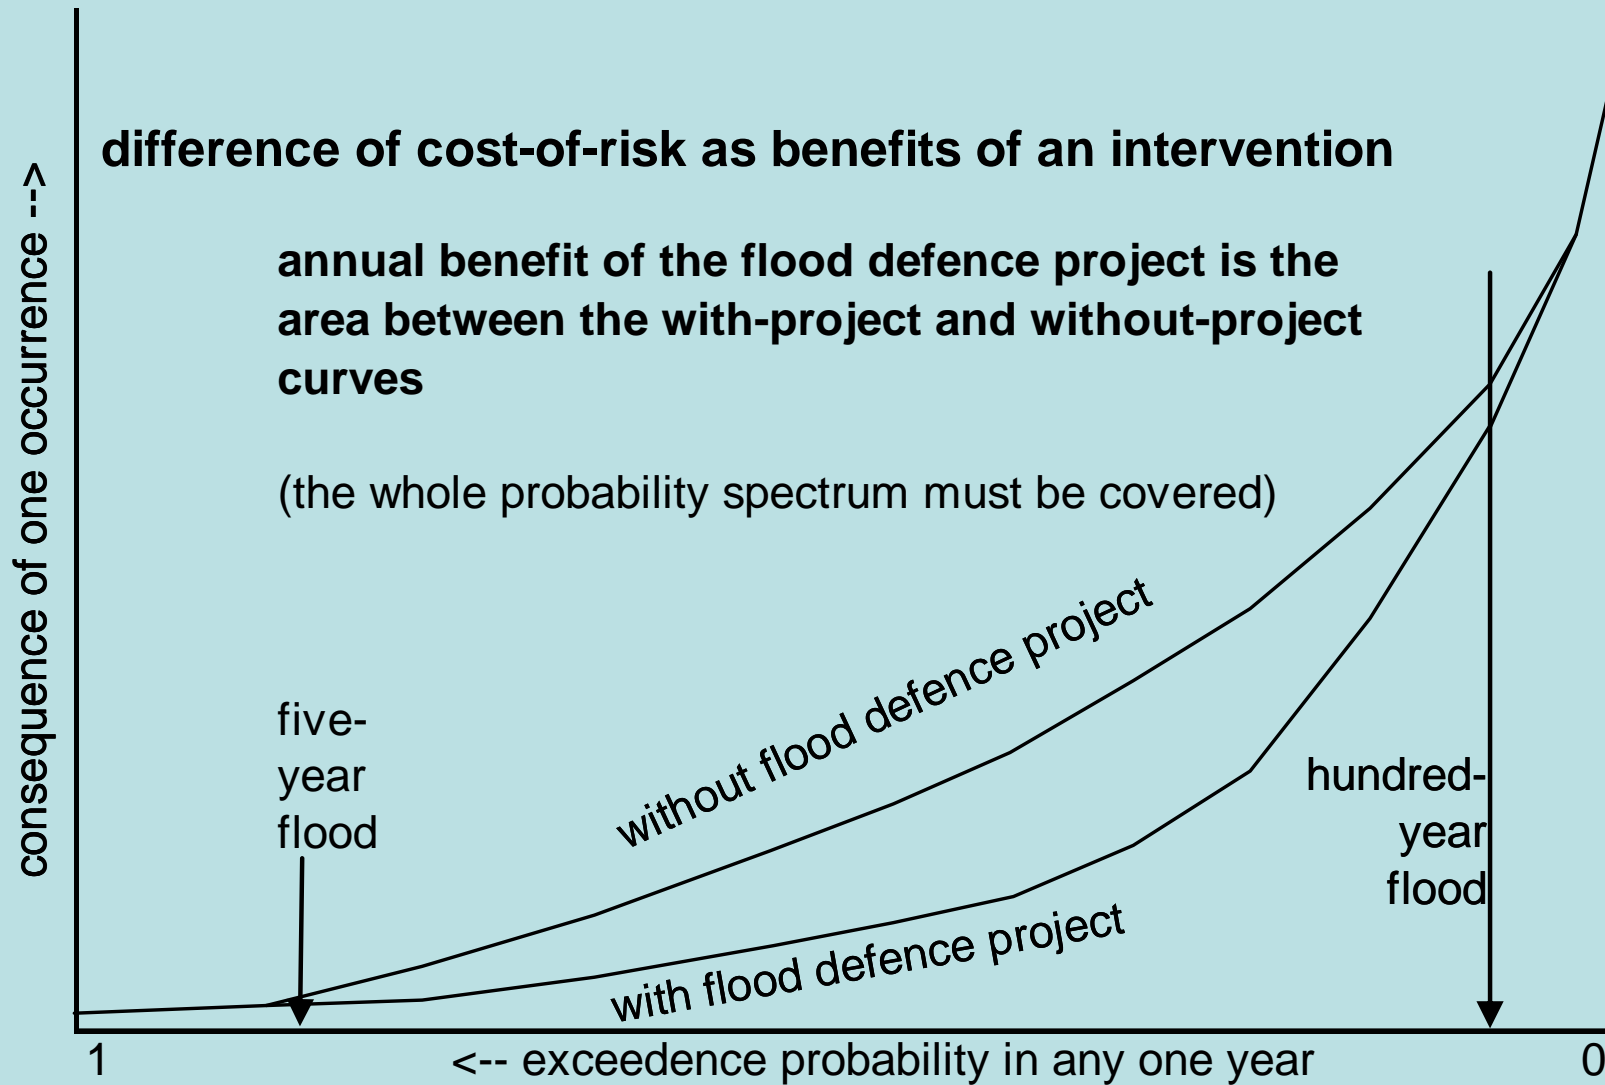 difference of cost-of-risk as benefits of an intervention
annual benefit of the flood defence project is the
area between the with-project and without-project
curves
(the whole probability spectrum must be covered)
consequence of one occurrence -->
without flood defence project
five-
year
flood
hundred-
year
flood
with flood defence project
1
<-- exceedence probability in any one year
0